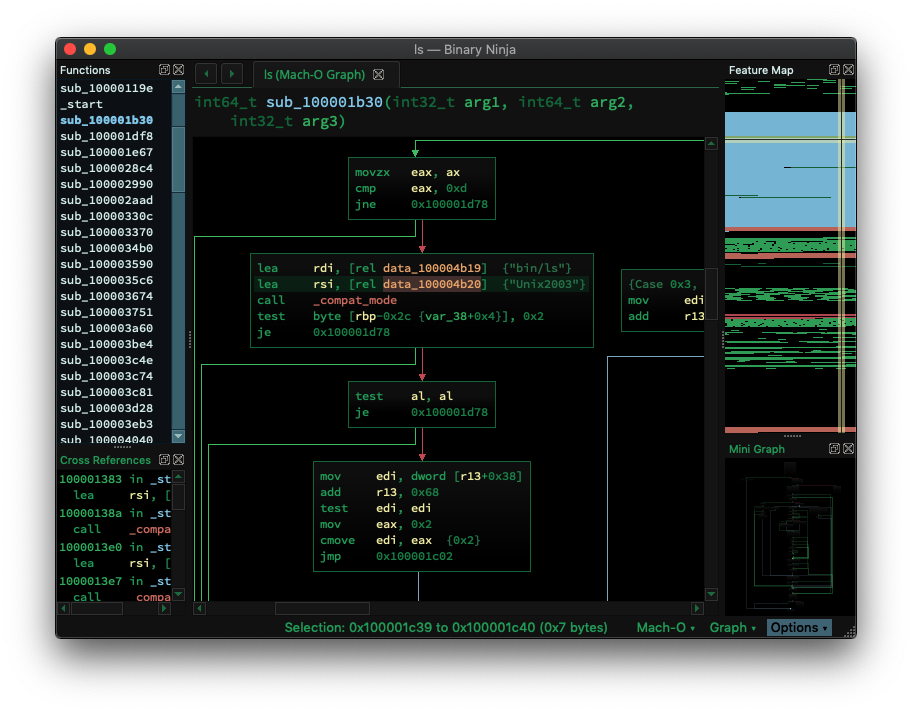 ls — Binary Ninja
Functions
sub_10000119e
_start
sub_100001b30
sub_100001df8
sub_100001e67
sub_1000028c4
sub_100002990
sub_100002aad
sub_10000330c
sub_100003370
sub_1000034b0
sub_100003590
sub_1000035c6
sub_100003674
sub_100003751
sub_100003a60
sub_100003be4
sub_100003c4e
sub_100003c74
sub_100003c81
sub_100003d28
sub_100003eb3
sub_100004040
Cross References
100001383 in _st
lea rsi, [
10000138a in _st
call _compa
1000013e0 in _st
lea rsi, [
1000013e7 in _st
call _compa
ls (Mach-O Graph)
int64_t sub_100001b30(int32_t arg1, int64_t arg2,
int32_t arg3)
movzx eax, ax
cmp eax, 0xd
jne 0x100001d78
lea rdi, [rel data_100004b19] {"bin/ls"}
lea rsi, [rel data_100004b20] {"Unix2003"}
call _compat_mode
test byte [rbp-0x2c {var_38+0x4}], 0x2
je 0x100001d78
{Case 0x3,
mov edi
add r13
test al, al
je 0x100001d78
mov edi, dword [r13+0x38]
add r13, 0x68
test edi, edi
mov eax, 0x2
cmove edi, eax {0x2}
jmp 0x100001c02
Feature Map
Mini Graph
Selection: 0x100001c39 to 0x100001c40 (0x7 bytes)
Mach-O
Graph
Options